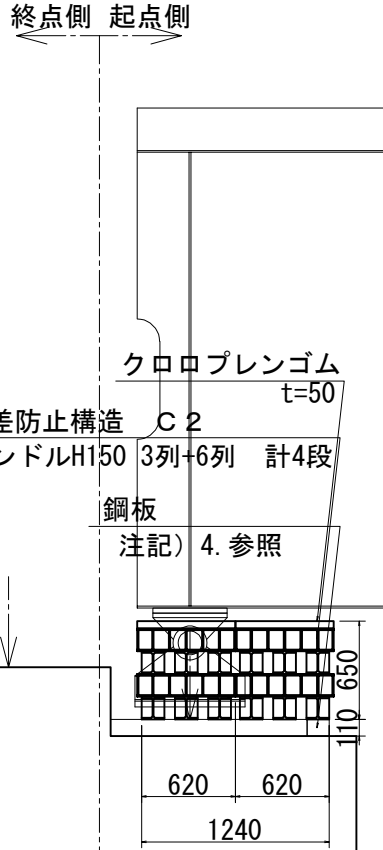 終点側 起点側
クロロプレンゴム
t=50
差防止構造 C2
ンドルH150 3列+6列 計4段
鋼板
注記）4.参照
650
110
620 620
1240